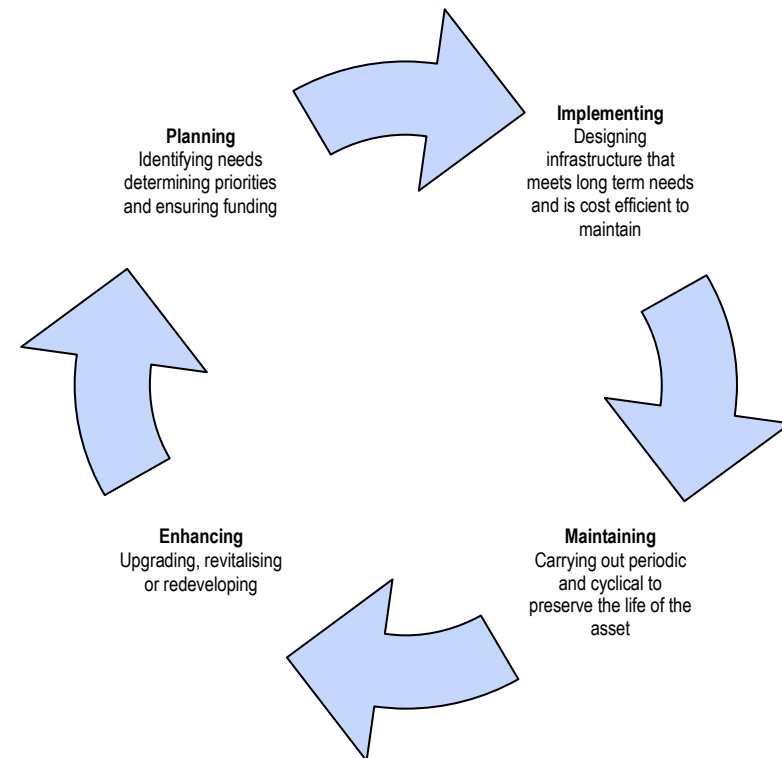 Planning
Identifying needs
determining priorities
and ensuring funding
Implementing
Designing
infrastructure that
meets long term needs
and is cost efficient to
maintain
Enhancing
Upgrading, revitalising
or redeveloping
Maintaining
Carrying out periodic
and cyclical to
preserve the life of the
asset